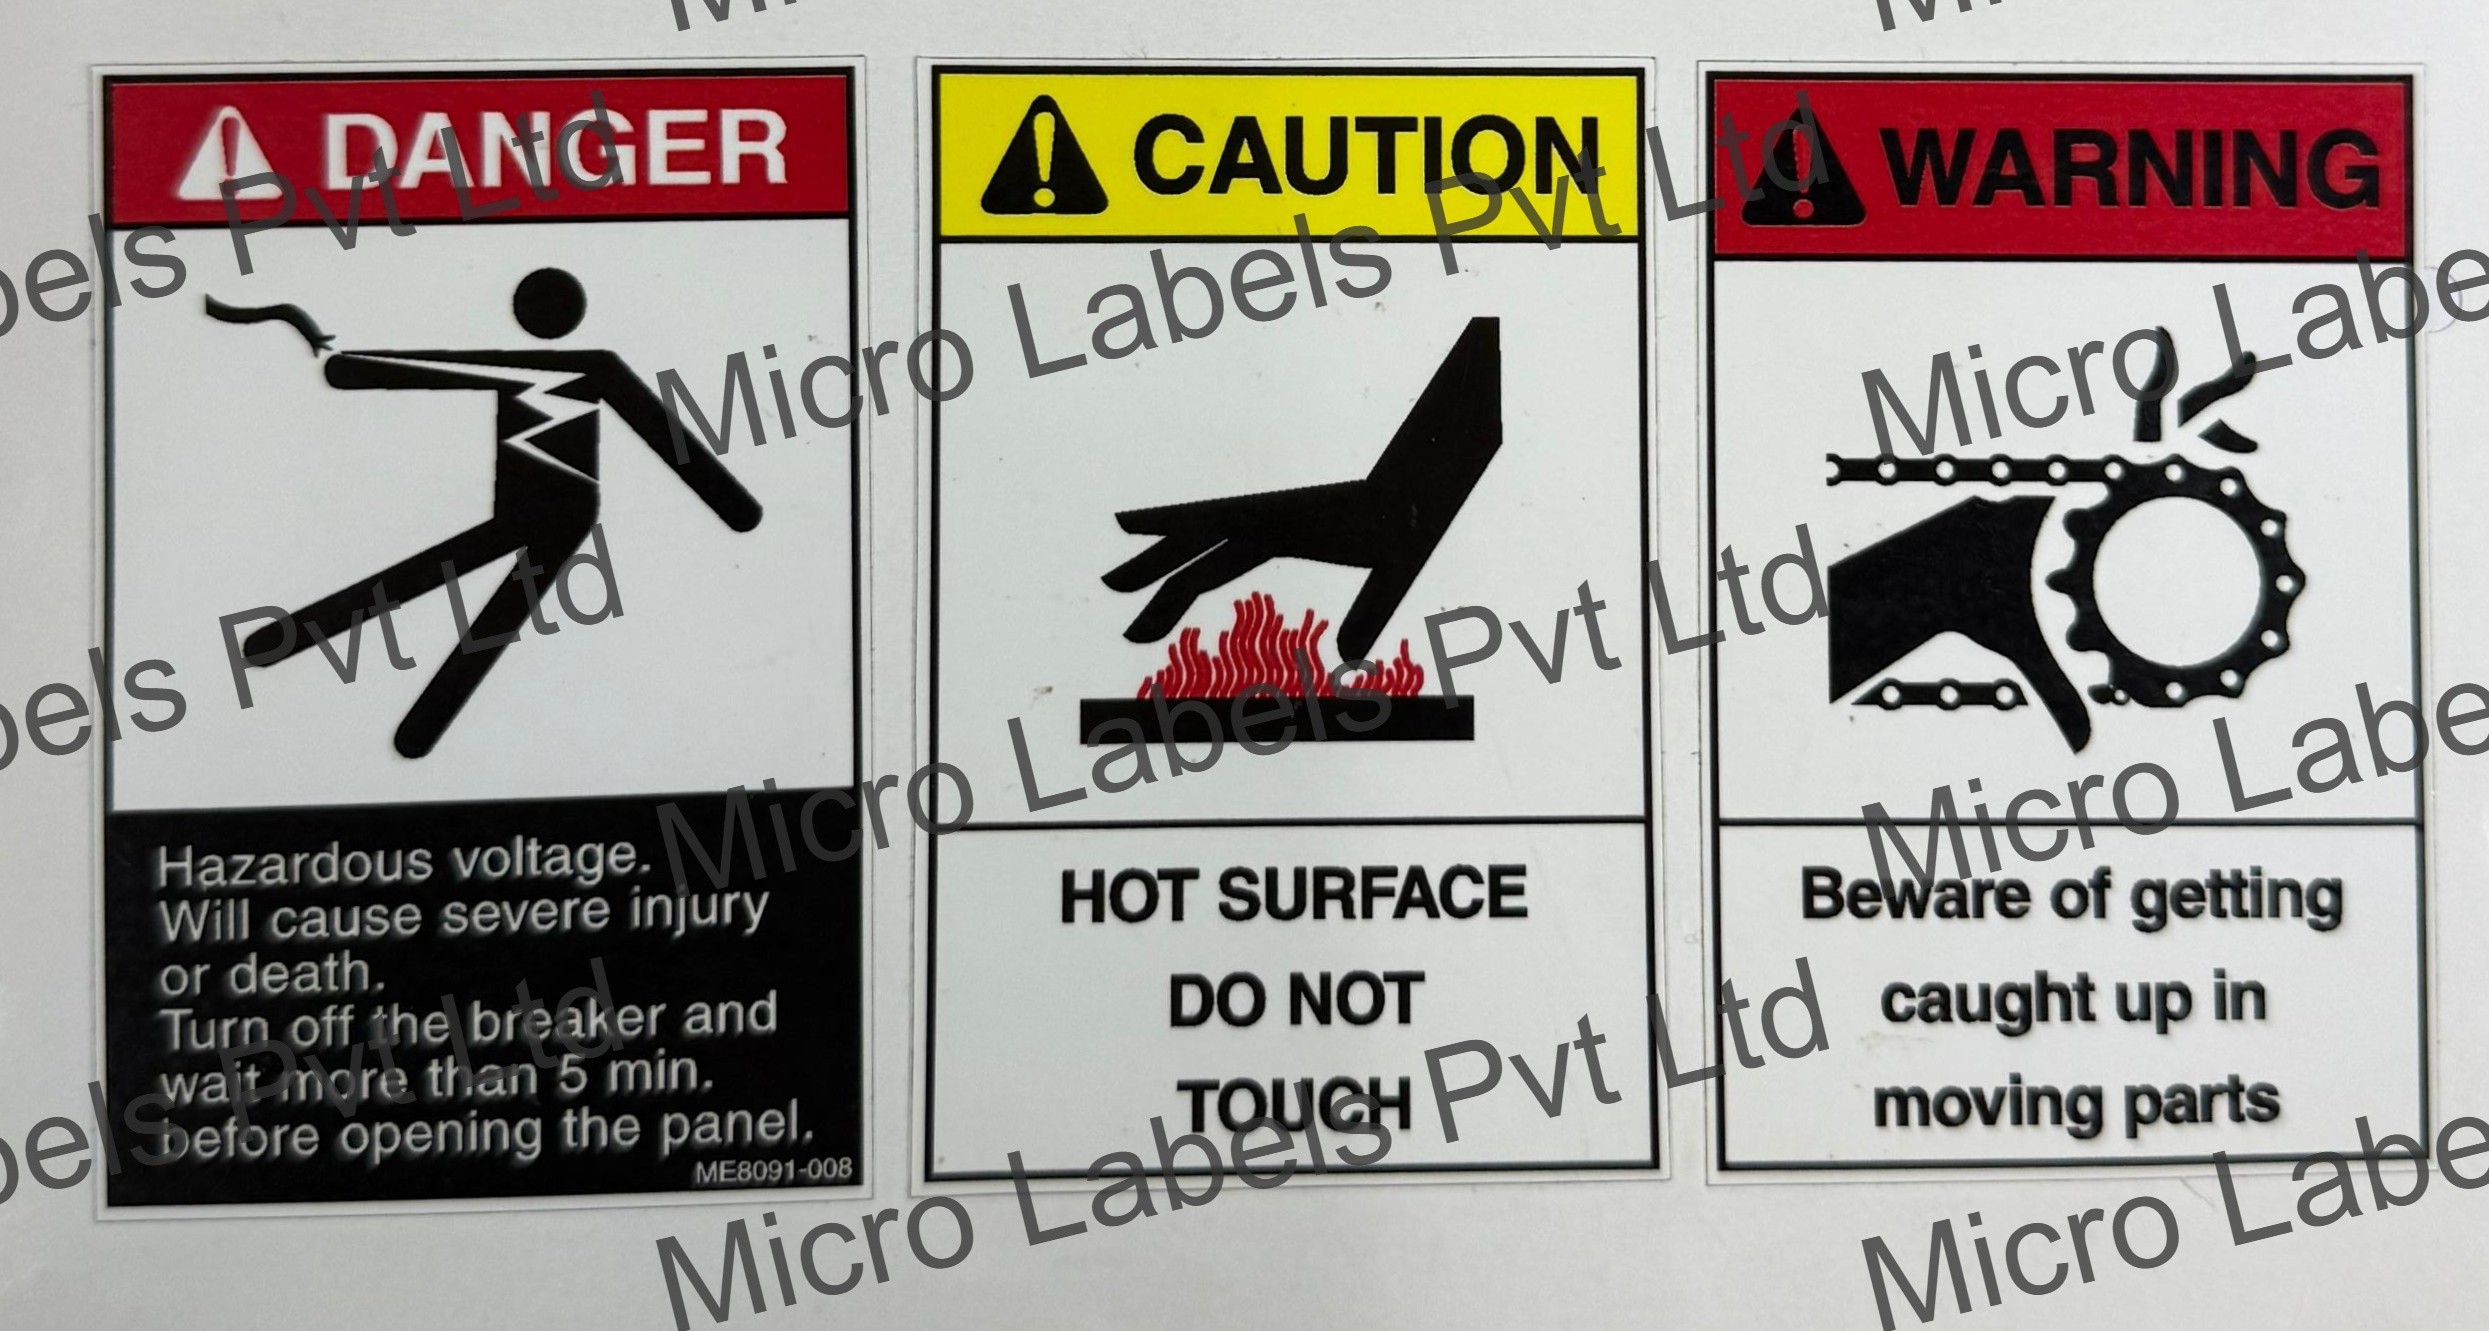 DANGER
Hazardous voltage.
Will cause severe injury
or death.
Turn off the breaker and
wait more than 5 min.
before opening the panel.
ME8091-008
CAUTION
HOT SURFACE
DO NOT
TOUCH
WARNING
Beware of getting
caught up in
moving parts
Micro Labels Pvt Ltd
Micro Labels Pvt Ltd
Micro Labels Pvt Ltd